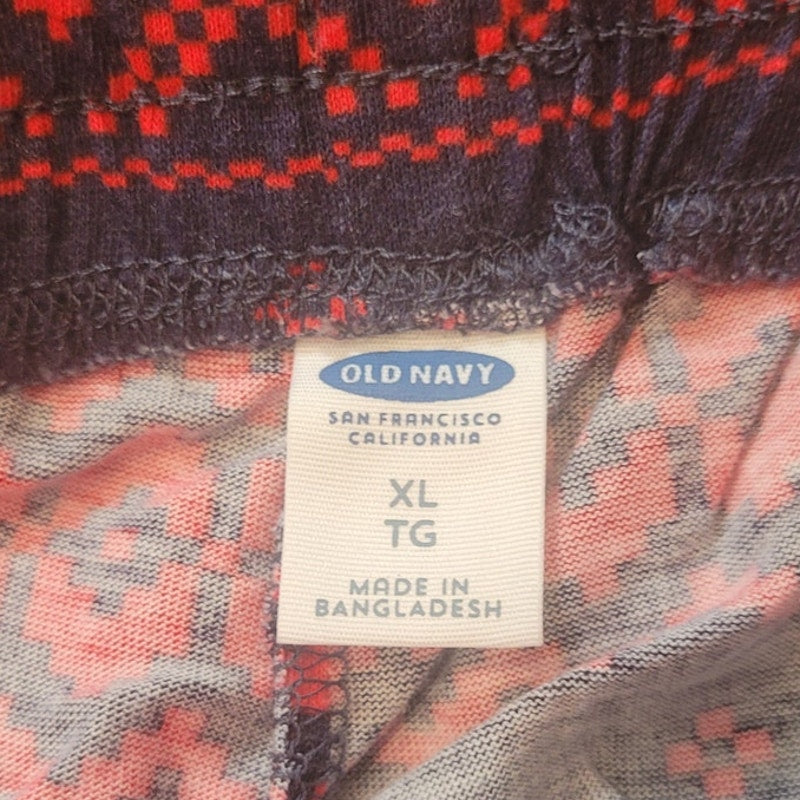 OLD NAVY
SAN FRANCISCO
CALIFORNIA
XL
TG
MADE IN
BANGLADESH